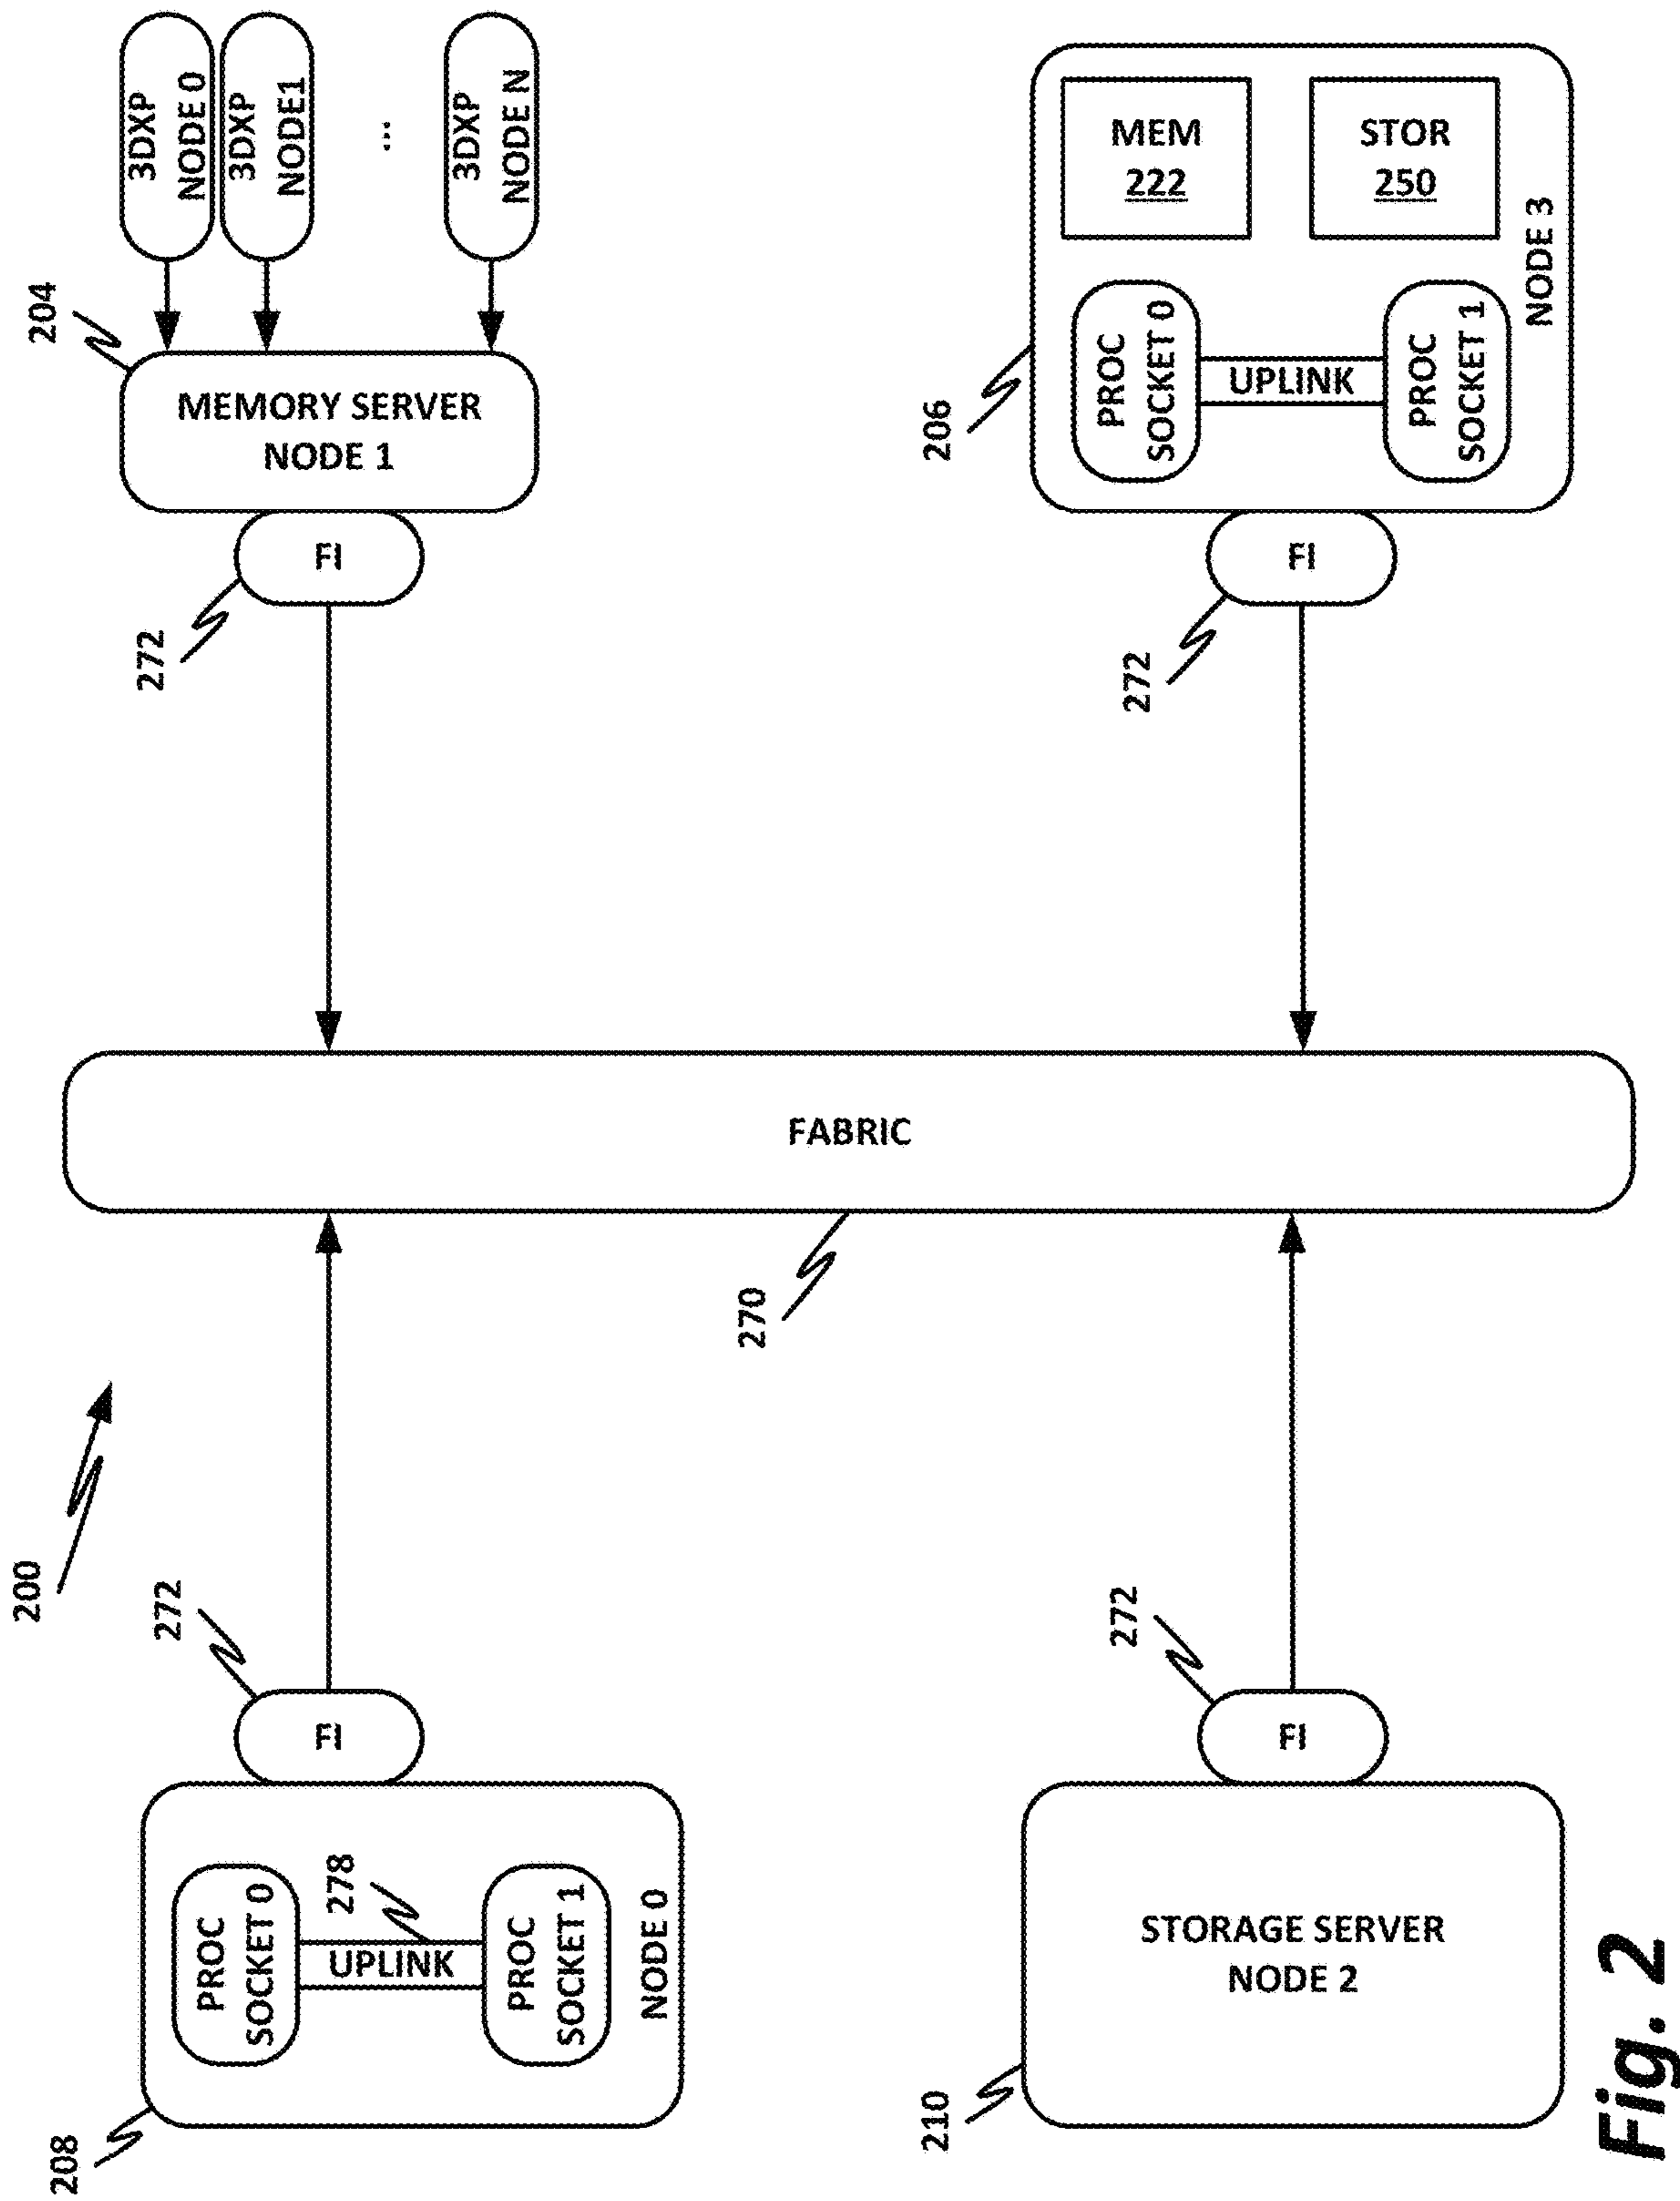 200
208
PROC
SOCKET 0
UPLINK
278
PROC
SOCKET 1
NODE 0
FI
272
204
MEMORY SERVER
NODE 1
FI
272
3DXP
NODE 0
3DXP
NODE1
...
3DXP
NODE N
FABRIC
270
210
STORAGE SERVER
NODE 2
FI
272
206
PROC
SOCKET 0
UPLINK
PROC
SOCKET 1
MEM
222
STOR
250
NODE 3
FI
272
Fig. 2